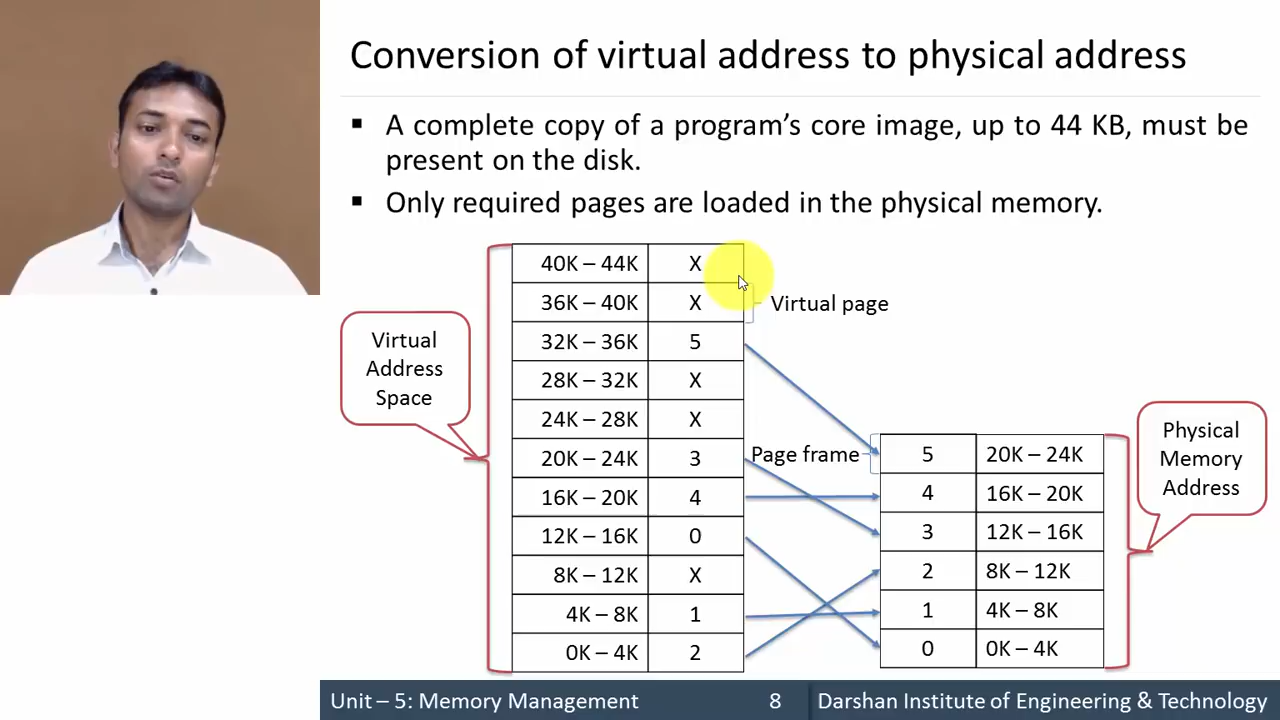 Conversion of virtual address to physical address
▪ A complete copy of a program’s core image, up to 44 KB, must be
present on the disk.
▪ Only required pages are loaded in the physical memory.
40K – 44K X
36K – 40K X
Virtual page
32K – 36K 5
28K – 32K X
24K – 28K X
20K – 24K 3
16K – 20K 4
12K – 16K 0
8K – 12K X
4K – 8K 1
0K – 4K 2
Virtual
Address
Space
Page frame
5 20K – 24K
4 16K – 20K
3 12K – 16K
2 8K – 12K
1 4K – 8K
0 0K – 4K
Physical
Memory
Address
Unit – 5: Memory Management 8 Darshan Institute of Engineering & Technology